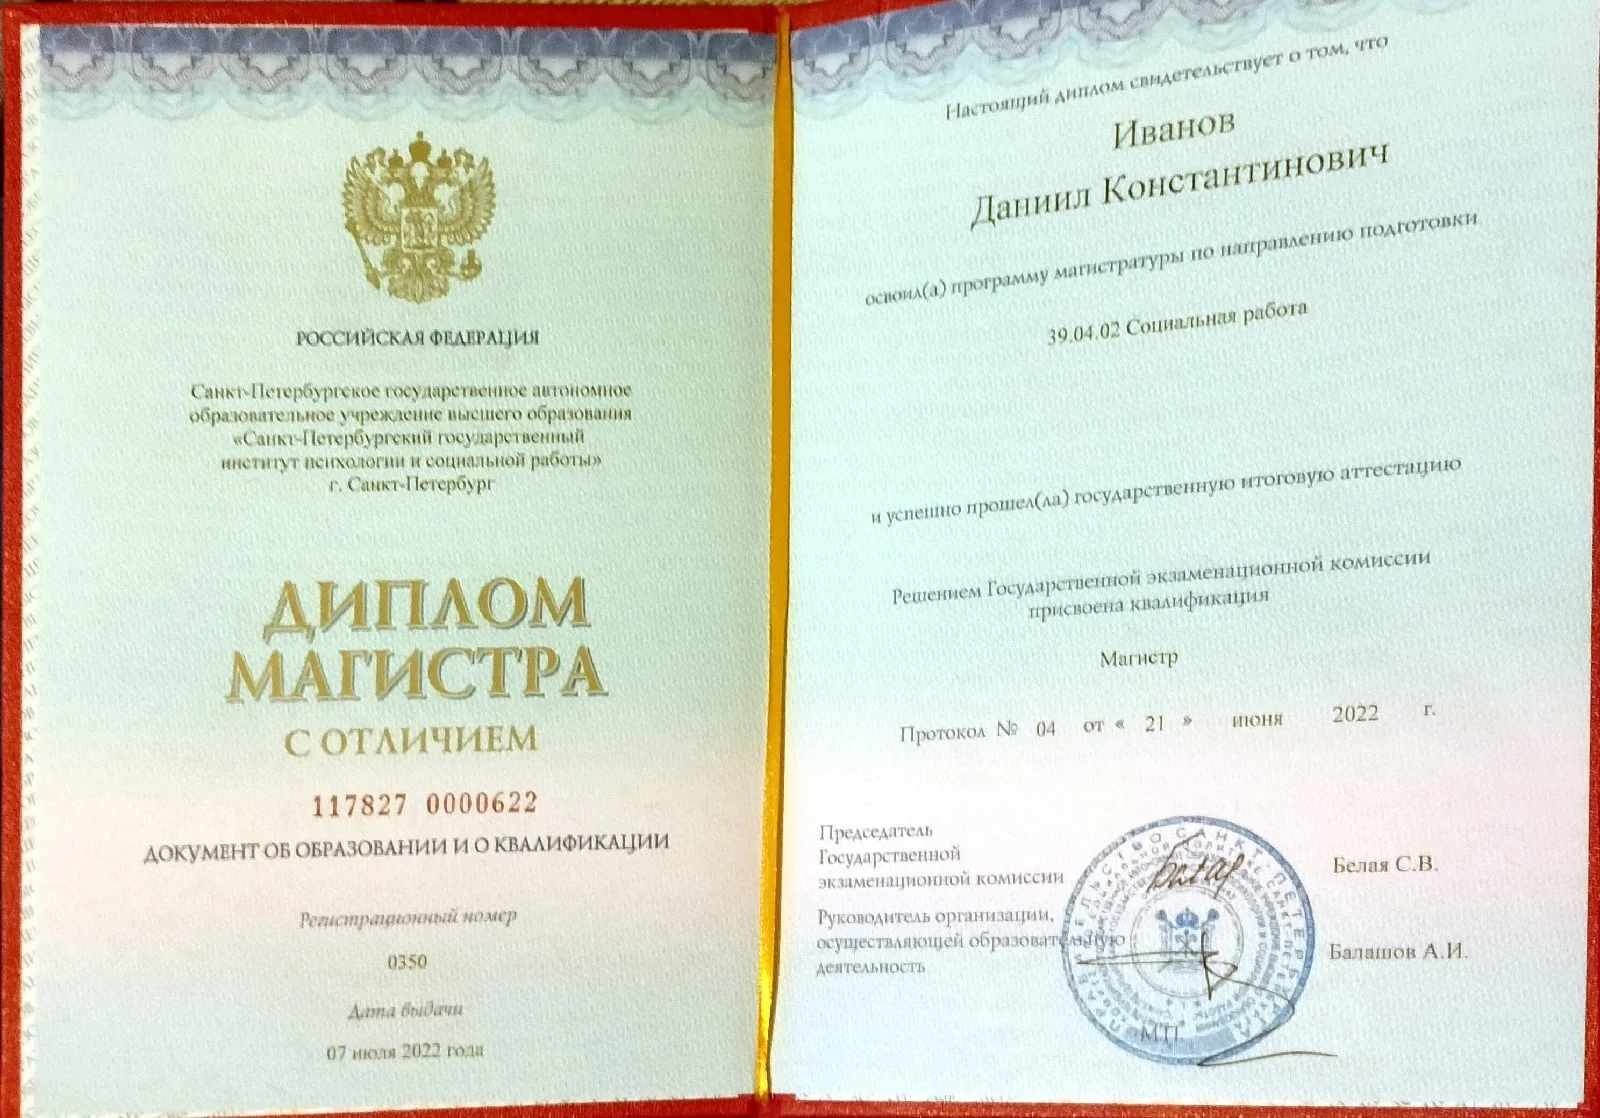 РОССИЙСКАЯ ФЕДЕРАЦИЯ
Санкт-Петербургское государственное автономное
образовательное учреждение высшего образования
«Санкт-Петербургский государственный
институт психологии и социальной работы»
г. Санкт-Петербург
ДИПЛОМ
МАГИСТРА
С ОТЛИЧИЕМ
117827 0000622
ДОКУМЕНТ ОБ ОБРАЗОВАНИИ И О КВАЛИФИКАЦИИ
Регистрационный номер
0350
Дата выдачи
07 июля 2022 года
Настоящий диплом свидетельствует о том, что
Иванов
Даниил Константинович
освоил(а) программу магистратуры по направлению подготовки
39.04.02 Социальная работа
и успешно прошел(ла) государственную итоговую аттестацию
Решением Государственной экзаменационной комиссии
присвоена квалификация
Магистр
Протокол № 04 от « 21 » июня 2022 г.
Председатель
Государственной
экзаменационной комиссии
Белая С.В.
Руководитель организации,
осуществляющей образовательную
деятельность
Балашов А.И.
М.П.